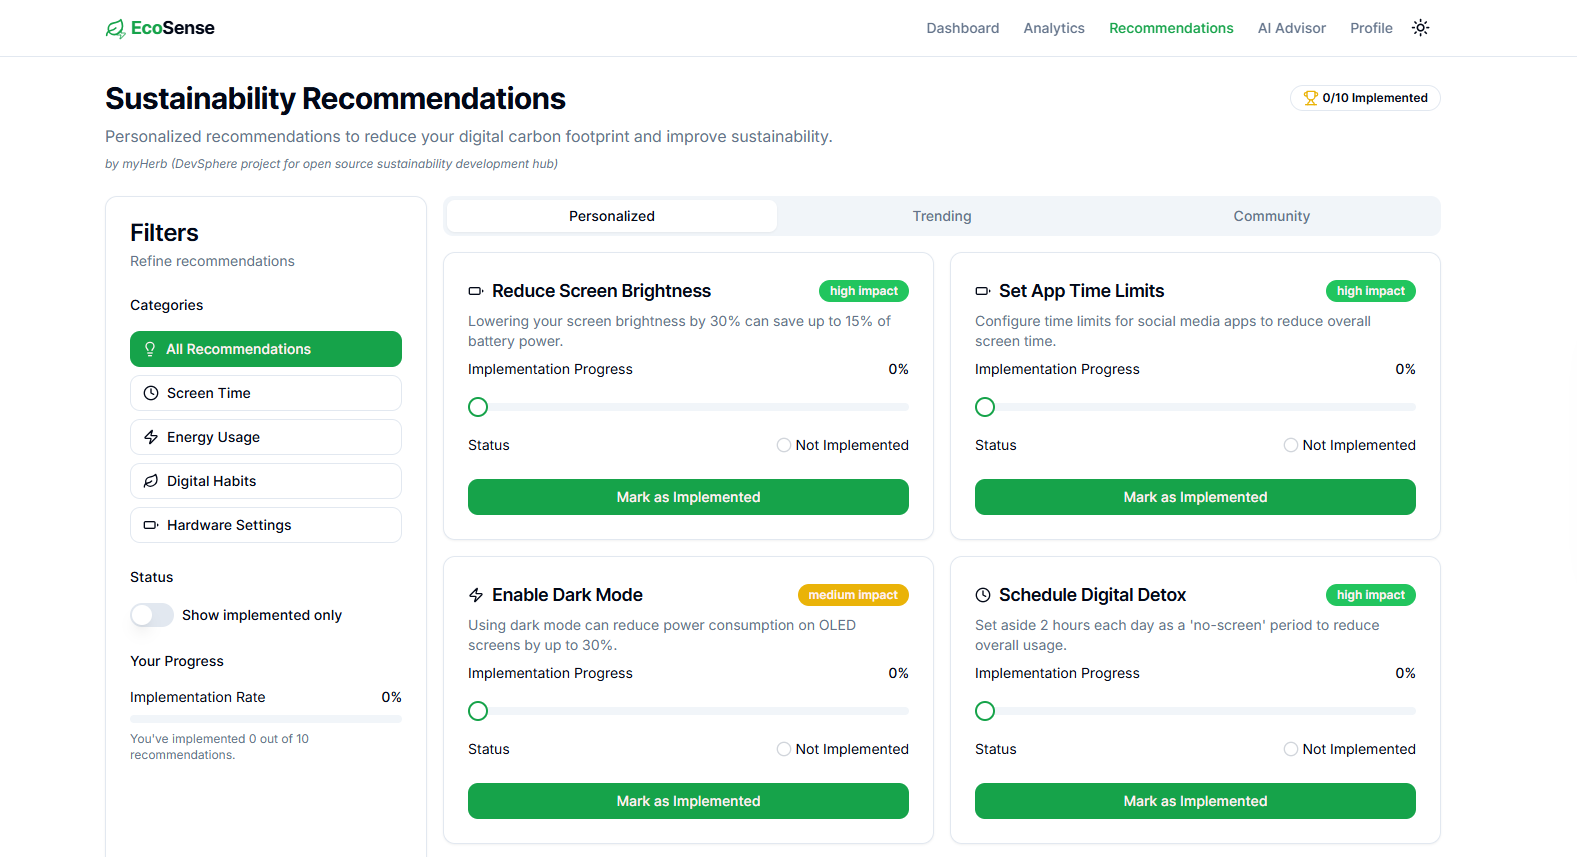 EcoSense
Dashboard
Analytics
Recommendations
AI Advisor
Profile
Sustainability Recommendations
0/10 Implemented
Personalized recommendations to reduce your digital carbon footprint and improve sustainability.
by myHerb (DevSphere project for open source sustainability development hub)
Filters
Refine recommendations
Categories
All Recommendations
Screen Time
Energy Usage
Digital Habits
Hardware Settings
Status
Show implemented only
Your Progress
Implementation Rate 0%
You've implemented 0 out of 10
recommendations.
Personalized
Trending
Community
Reduce Screen Brightness
high impact
Lowering your screen brightness by 30% can save up to 15% of
battery power.
Implementation Progress 0%
Status
Not Implemented
Mark as Implemented
Set App Time Limits
high impact
Configure time limits for social media apps to reduce overall
screen time.
Implementation Progress 0%
Status
Not Implemented
Mark as Implemented
Enable Dark Mode
medium impact
Using dark mode can reduce power consumption on OLED
screens by up to 30%.
Implementation Progress 0%
Status
Not Implemented
Mark as Implemented
Schedule Digital Detox
high impact
Set aside 2 hours each day as a 'no-screen' period to reduce
overall usage.
Implementation Progress 0%
Status
Not Implemented
Mark as Implemented